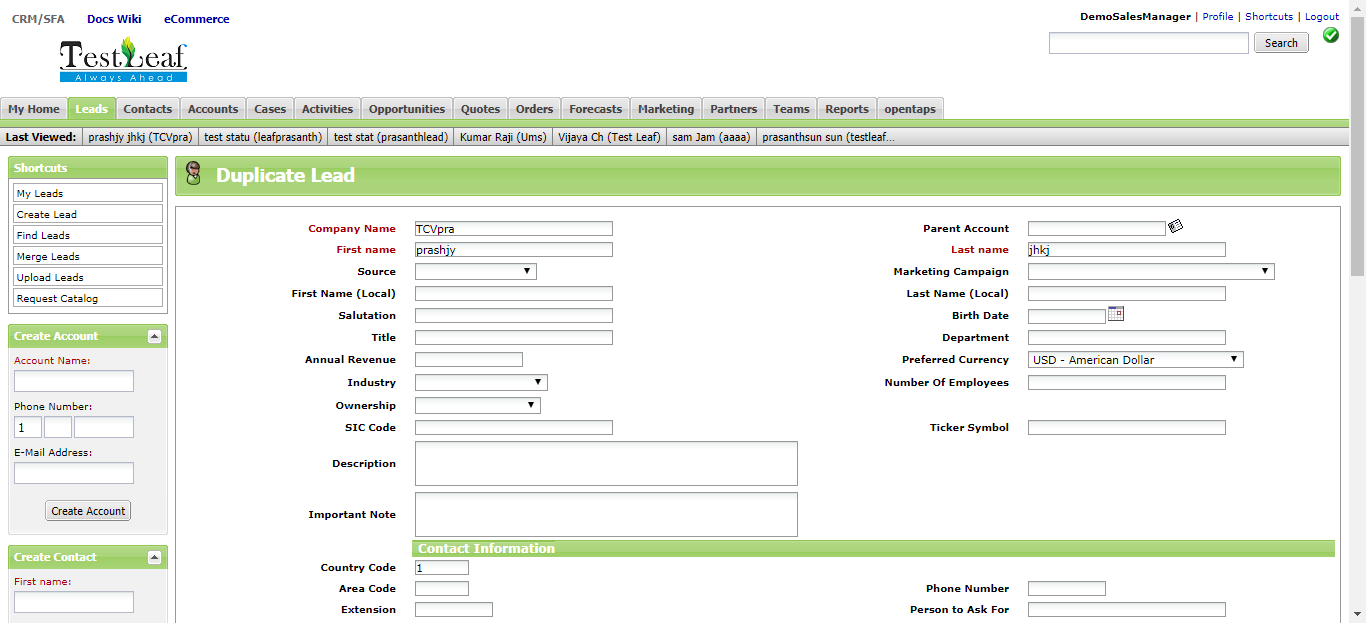 CRM/SFA Docs Wiki eCommerce
DemoSalesManager | Profile | Shortcuts | Logout
TestLeaf
Always Ahead
Search
My Home Leads Contacts Accounts Cases Activities Opportunities Quotes Orders Forecasts Marketing Partners Teams Reports opentaps
Last Viewed: prashjy jhkj (TCVpra) test statu (leafprasanth) test stat (prasanthlead) Kumar Raji (Ums) Vijaya Ch (Test Leaf) sam Jam (aaaa) prasanthsun sun (testleaf...
Shortcuts
My Leads
Create Lead
Find Leads
Merge Leads
Upload Leads
Request Catalog
Create Account
Account Name:
Phone Number:
1
E-Mail Address:
Create Account
Create Contact
First name:
Duplicate Lead
Company Name TCVpra Parent Account
First name prashjy Last name jhkj
Source Marketing Campaign
First Name (Local) Last Name (Local)
Salutation Birth Date
Title Department
Annual Revenue Preferred Currency USD - American Dollar
Industry Number Of Employees
Ownership
SIC Code Ticker Symbol
Description
Important Note
Contact Information
Country Code 1
Area Code Phone Number
Extension Person to Ask For